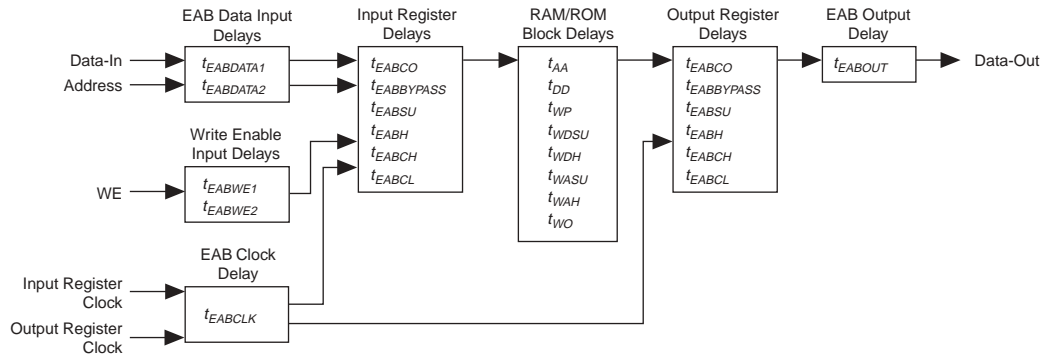 EAB Data Input
Delays
Input Register
Delays
RAM/ROM
Block Delays
Output Register
Delays
EAB Output
Delay
Data-In
Address
tEABDATA1
tEABDATA2
tEABCO
tEABBYPASS
tEABSU
tEABH
tEABCH
tEABCL
tAA
tDD
tWP
tWDSU
tWDH
tWASU
tWAH
tWO
tEABCO
tEABBYPASS
tEABSU
tEABH
tEABCH
tEABCL
tEABOUT
Data-Out
Write Enable
Input Delays
WE
tEABWE1
tEABWE2
EAB Clock
Delay
Input Register
Clock
Output Register
Clock
tEABCLK